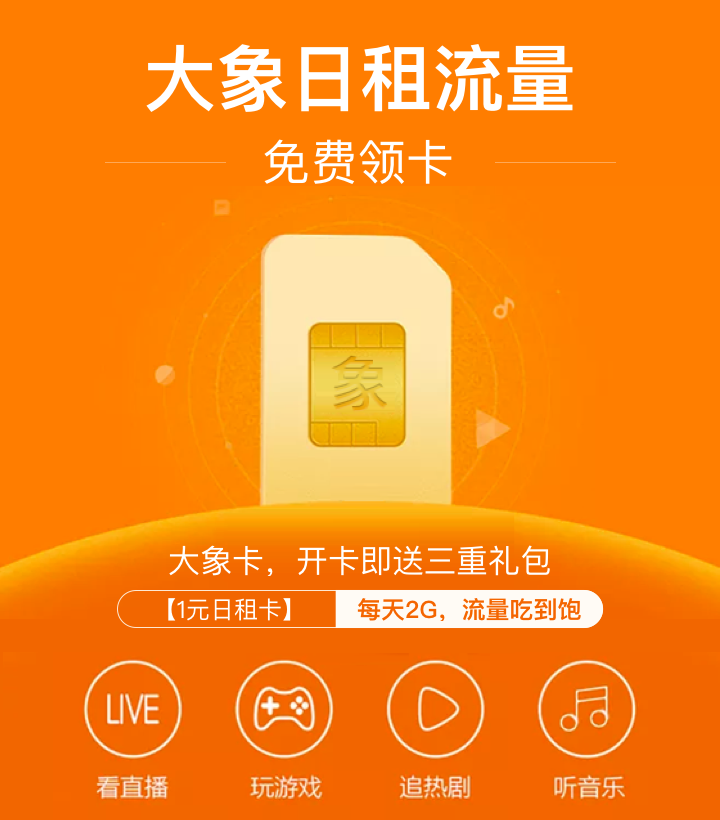 大象日租流量
免费领卡
象
大象卡，开卡即送三重礼包
【1元日租卡】 每天2G，流量吃到饱
LIVE
看直播 玩游戏 追热剧 听音乐